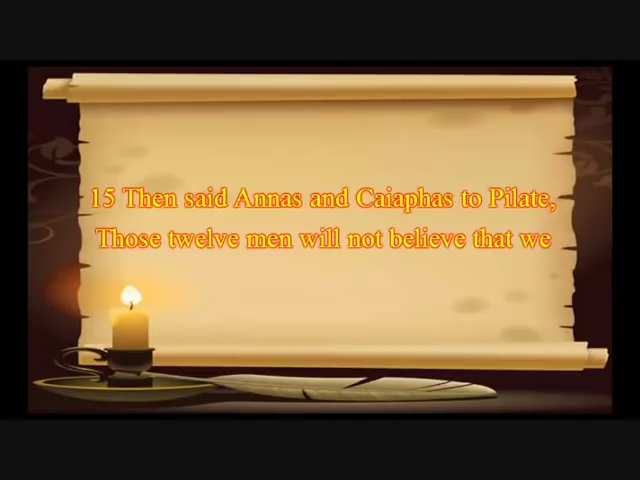 15 Then said Annas and Caiaphas to Pilate,
Those twelve men will not believe that we